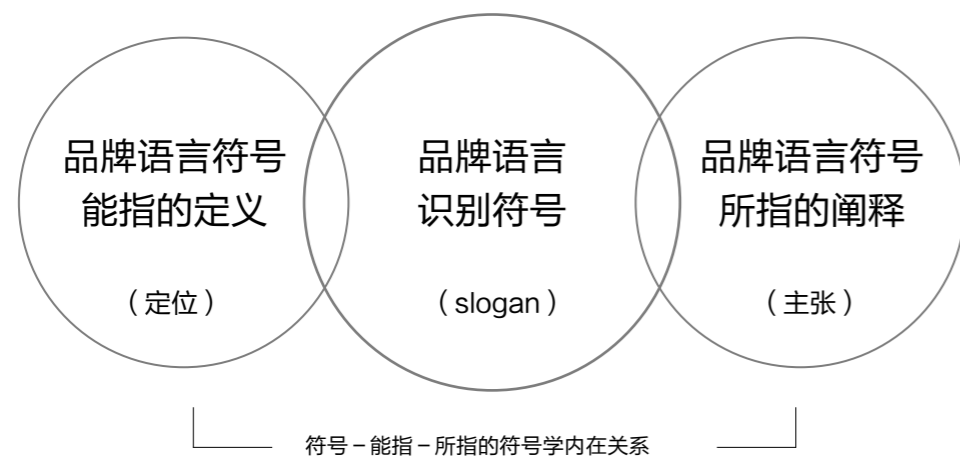 品牌语言符号
能指的定义
（定位）
品牌语言
识别符号
（slogan）
品牌语言符号
所指的阐释
（主张）
符号－能指－所指的符号学内在关系